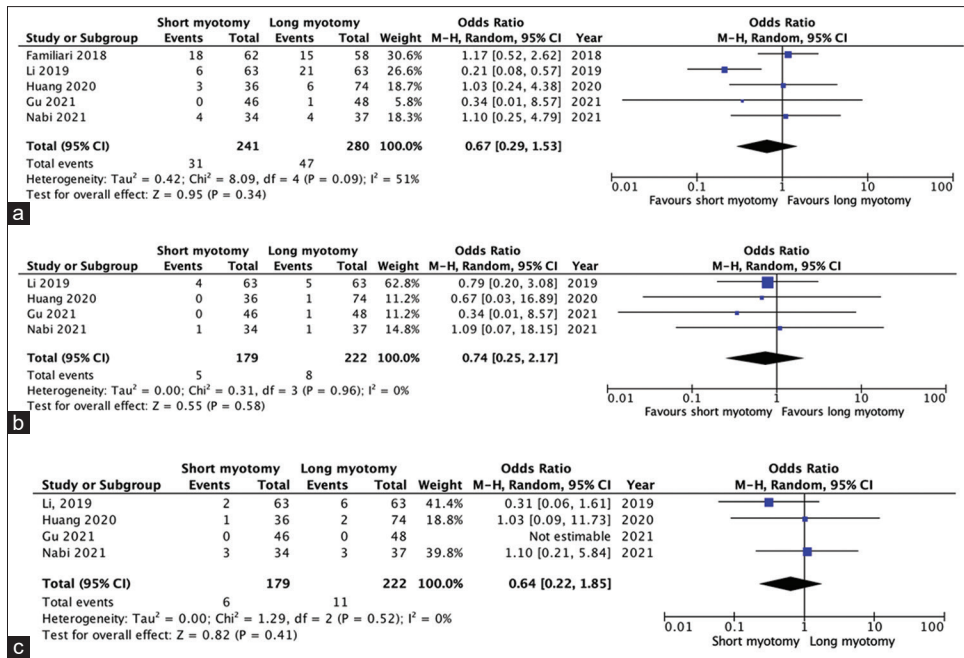 Short myotomy Long myotomy Odds Ratio Odds Ratio
Study or Subgroup Events Total Events Total Weight M-H, Random, 95% CI Year M-H, Random, 95% CI
Familiari 2018 18 62 15 58 30.6% 1.17 [0.52, 2.62] 2018
Li 2019 6 63 21 63 26.6% 0.21 [0.08, 0.57] 2019
Huang 2020 3 36 6 74 18.7% 1.03 [0.24, 4.38] 2020
Gu 2021 0 46 1 48 5.8% 0.34 [0.01, 8.57] 2021
Nabi 2021 4 34 4 37 18.3% 1.10 [0.25, 4.79] 2021
Total (95% CI) 241 280 100.0% 0.67 [0.29, 1.53]
Total events 31 47
Heterogeneity: Tau² = 0.42; Chi² = 8.09, df = 4 (P = 0.09); I² = 51%
Test for overall effect: Z = 0.95 (P = 0.34)
0.01 0.1 1 10 100
Favours short myotomy Favours long myotomy
a
Short myotomy Long myotomy Odds Ratio Odds Ratio
Study or Subgroup Events Total Events Total Weight M-H, Random, 95% CI Year M-H, Random, 95% CI
Li 2019 4 63 5 63 62.8% 0.79 [0.20, 3.08] 2019
Huang 2020 0 36 1 74 11.2% 0.67 [0.03, 16.89] 2020
Gu 2021 0 46 1 48 11.2% 0.34 [0.01, 8.57] 2021
Nabi 2021 1 34 1 37 14.8% 1.09 [0.07, 18.15] 2021
Total (95% CI) 179 222 100.0% 0.74 [0.25, 2.17]
Total events 5 8
Heterogeneity: Tau² = 0.00; Chi² = 0.31, df = 3 (P = 0.96); I² = 0%
Test for overall effect: Z = 0.55 (P = 0.58)
0.01 0.1 1 10 100
Favours short myotomy Favours long myotomy
b
Short myotomy Long myotomy Odds Ratio Odds Ratio
Study or Subgroup Events Total Events Total Weight M-H, Random, 95% CI Year M-H, Random, 95% CI
Li, 2019 2 63 6 63 41.4% 0.31 [0.06, 1.61] 2019
Huang 2020 1 36 2 74 18.8% 1.03 [0.09, 11.73] 2020
Gu 2021 0 46 0 48 Not estimable 2021
Nabi 2021 3 34 3 37 39.8% 1.10 [0.21, 5.84] 2021
Total (95% CI) 179 222 100.0% 0.64 [0.22, 1.85]
Total events 6 11
Heterogeneity: Tau² = 0.00; Chi² = 1.29, df = 2 (P = 0.52); I² = 0%
Test for overall effect: Z = 0.82 (P = 0.41)
0.01 0.1 1 10 100
Short myotomy Long myotomy
c